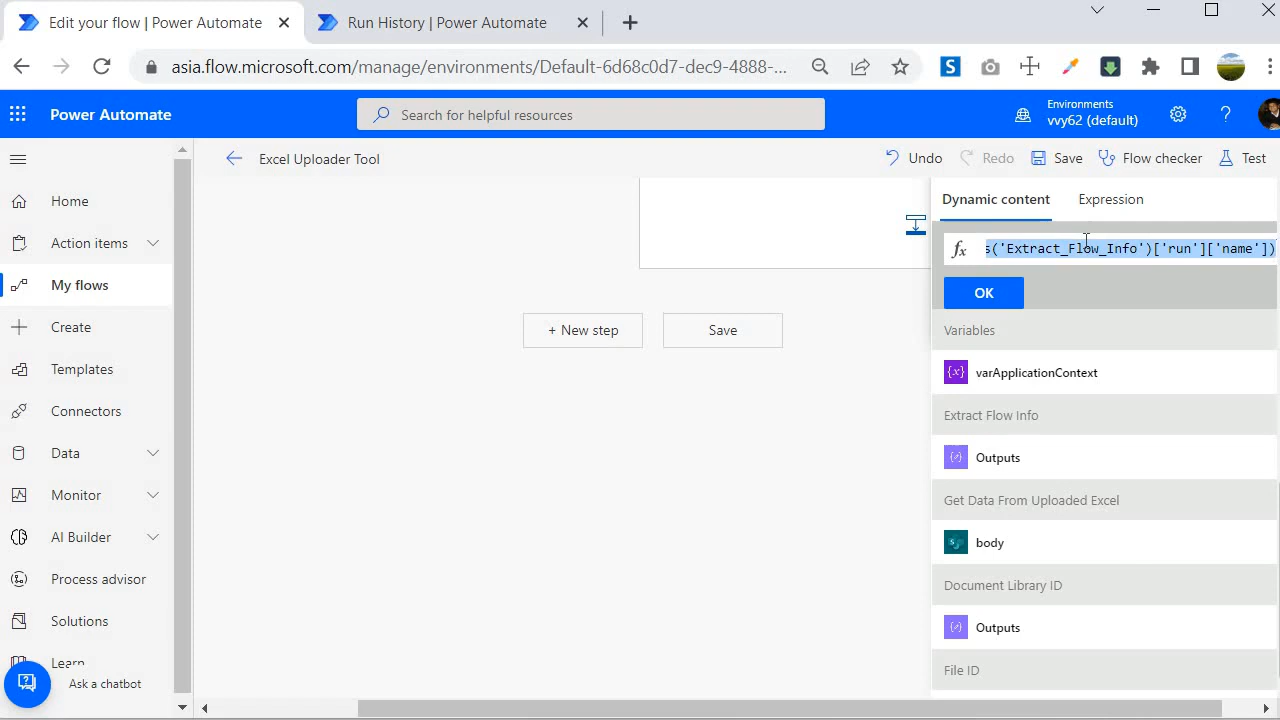 Edit your flow | Power Automate
Run History | Power Automate
asia.flow.microsoft.com/manage/environments/Default-6d68c0d7-dec9-4888-...
Power Automate
Search for helpful resources
Environments
vvy62 (default)
Excel Uploader Tool
Undo
Redo
Save
Flow checker
Test
Home
Action items
My flows
Create
Templates
Connectors
Data
Monitor
AI Builder
Process advisor
Solutions
Learn
Ask a chatbot
+ New step
Save
Dynamic content
Expression
fx
s('Extract_Flow_Info')['run']['name'])
OK
Variables
{x}
varApplicationContext
Extract Flow Info
Outputs
Get Data From Uploaded Excel
S
body
Document Library ID
Outputs
File ID